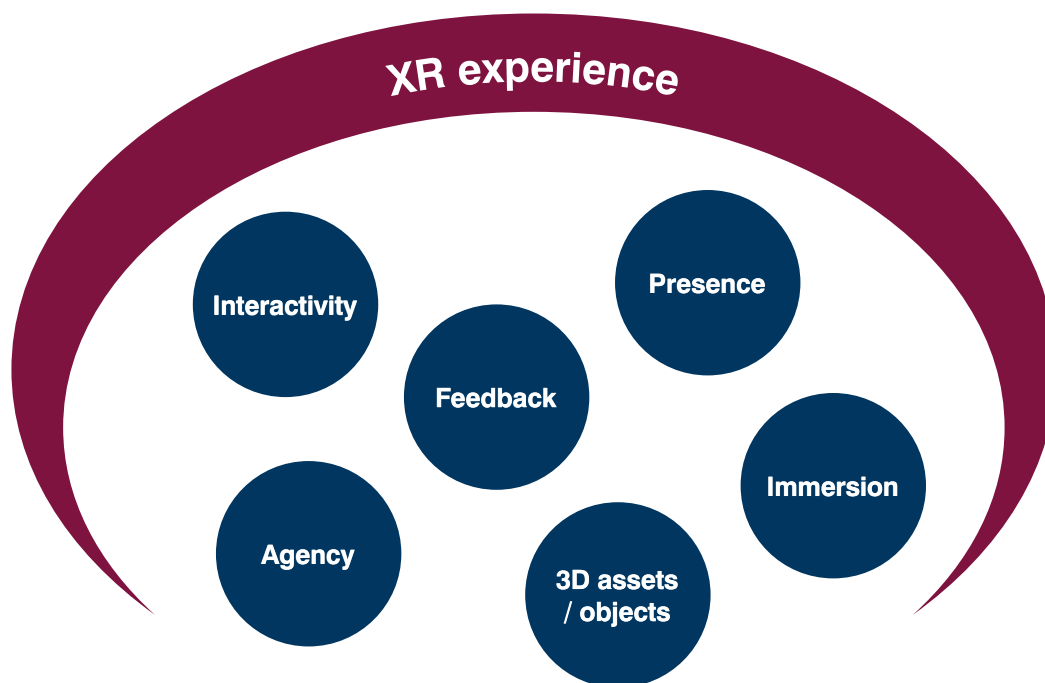 XR experience
Interactivity
Presence
Feedback
Immersion
Agency
3D assets
/ objects